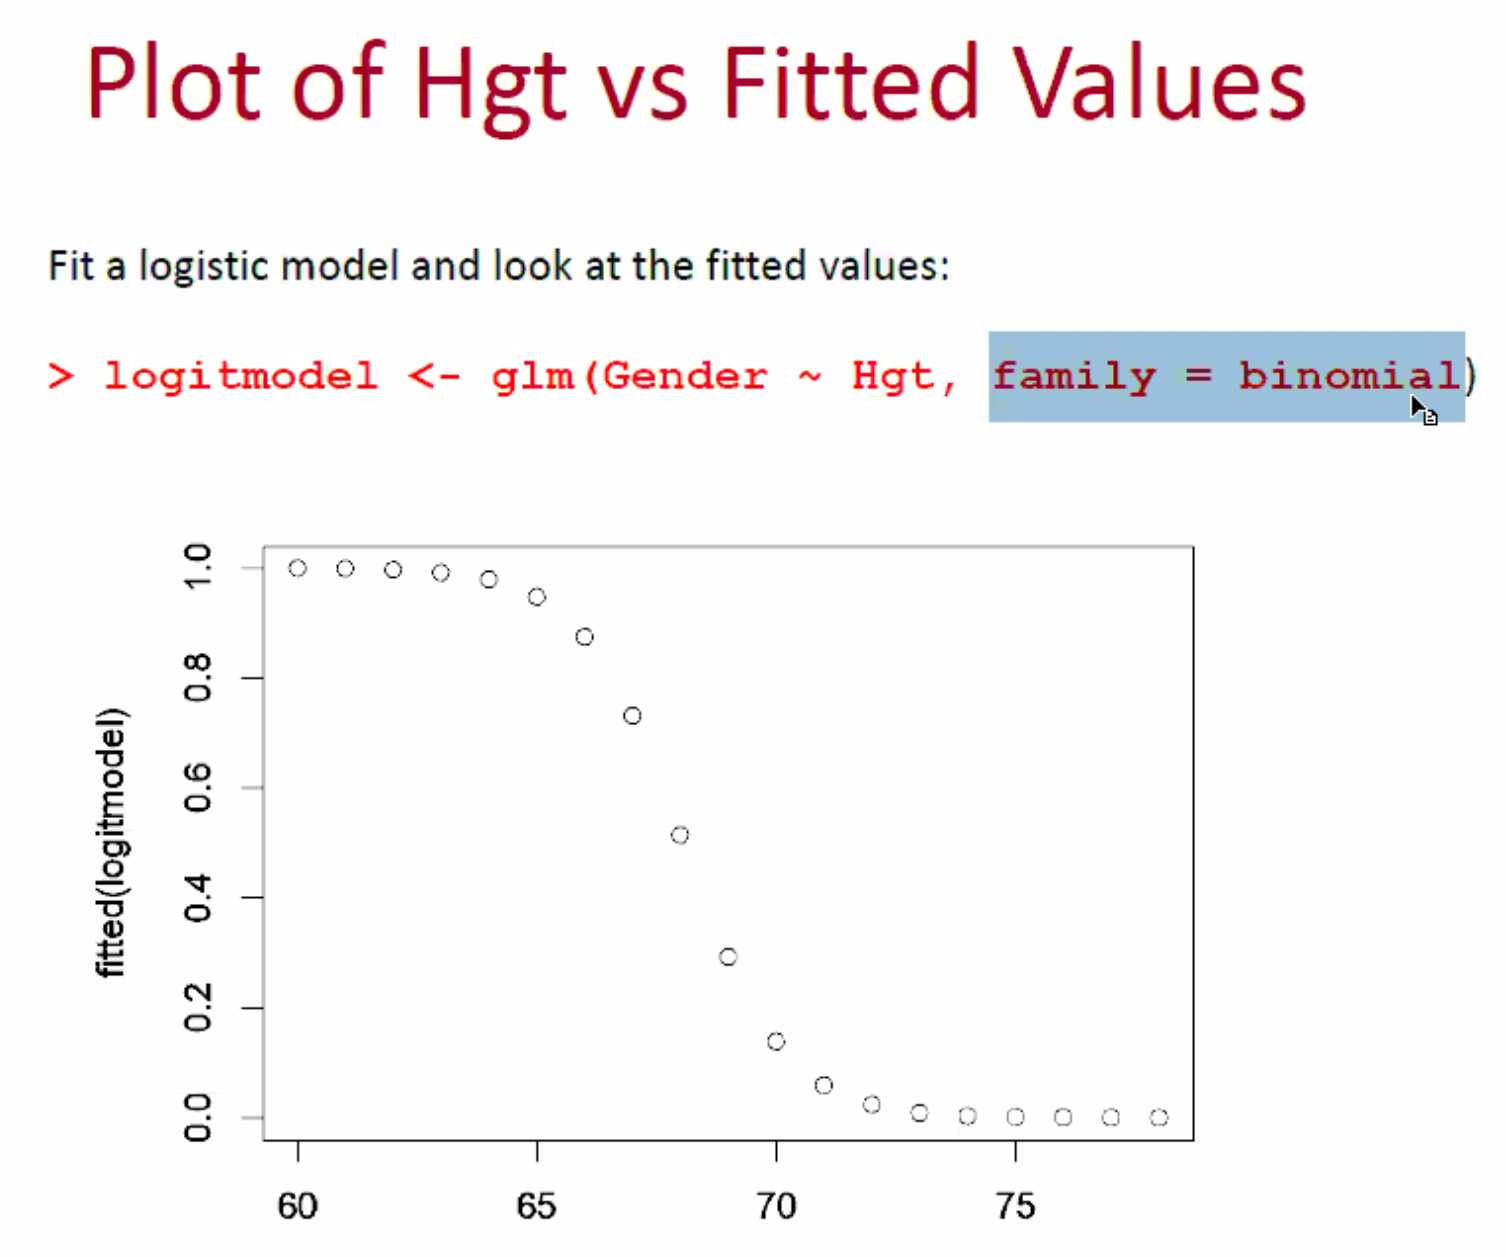 Plot of Hgt vs Fitted Values
Fit a logistic model and look at the fitted values:
> logitmodel <- glm(Gender ~ Hgt, family = binomial)
fitted(logitmodel)
1.0
0.8
0.6
0.4
0.2
0.0
60 65 70 75